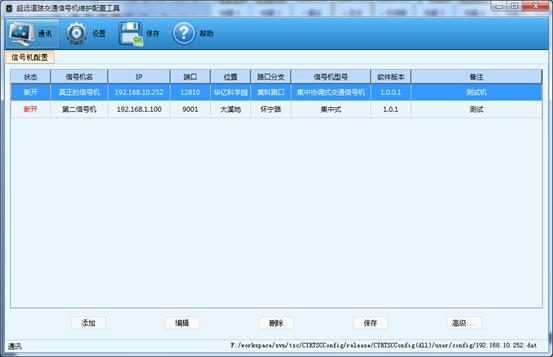 超远道路交通信号机维护配置工具
通讯 设置 保存 帮助
信号机配置
状态 信号机名 IP 端口 位置 路口分支 信号机型号 软件版本 备注
断开 真正的信号机 192.168.10.252 12810 华亿科学园 黄科路口 集中协调式交通信号机 1.0.0.1 测试机
断开 第二信号机 192.168.1.100 9001 大溪地 怀宁路 集中式 1.0.1 测试
添加 编辑 删除 保存 高级...
通讯 F:/workspace/svn/tsc/CYRTSCConfig/release/CYRTSCConfig(dll)/user/config/192.168.10.252.dat